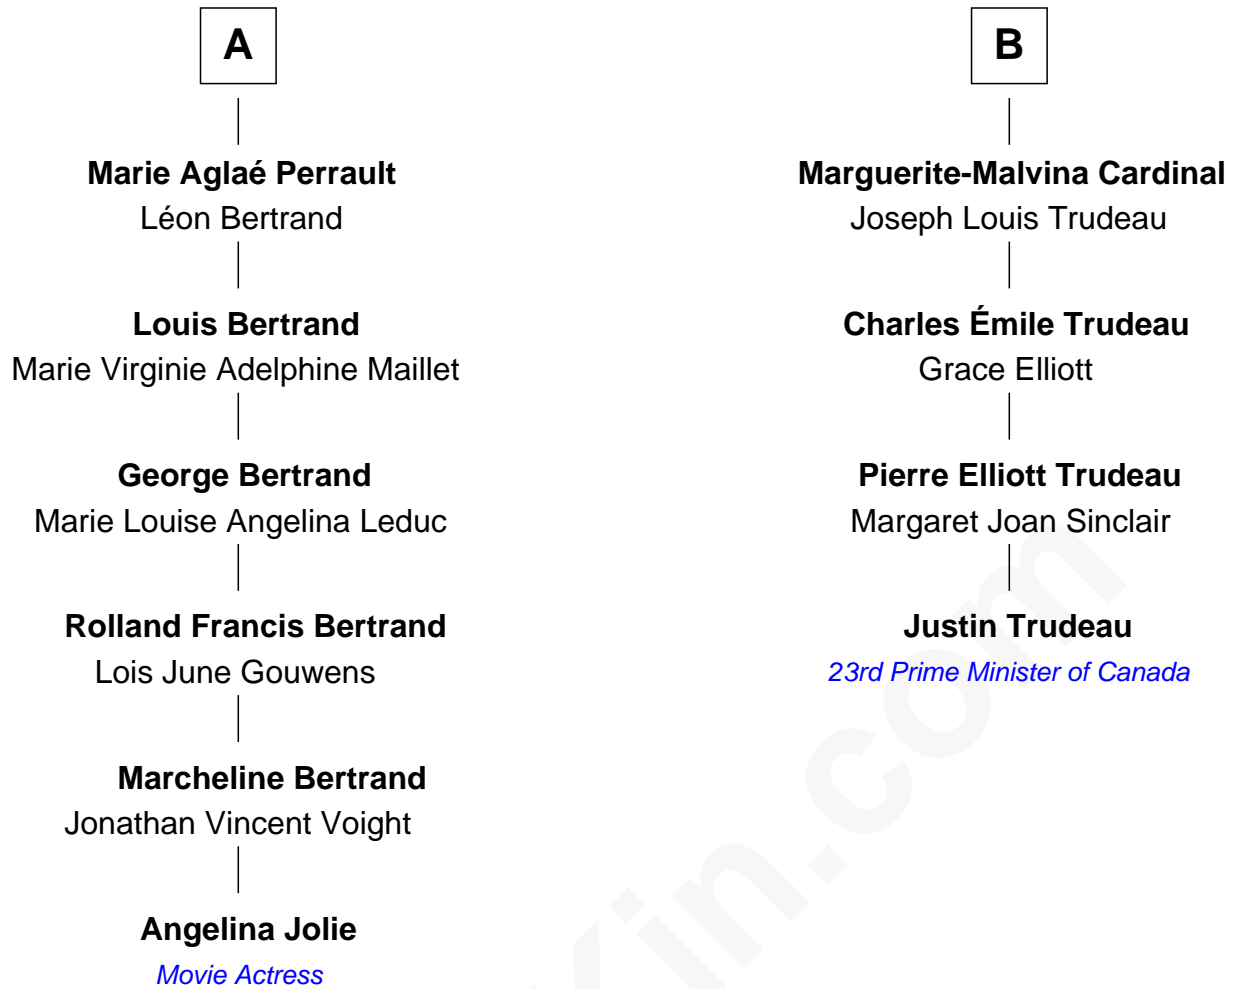 A
Marie Aglaé Perrault
Léon Bertrand
Louis Bertrand
Marie Virginie Adelphine Maillet
George Bertrand
Marie Louise Angelina Leduc
Rolland Francis Bertrand
Lois June Gouwens
Marcheline Bertrand
Jonathan Vincent Voight
Angelina Jolie
Movie Actress
B
Marguerite-Malvina Cardinal
Joseph Louis Trudeau
Charles Émile Trudeau
Grace Elliott
Pierre Elliott Trudeau
Margaret Joan Sinclair
Justin Trudeau
23rd Prime Minister of Canada
in.com